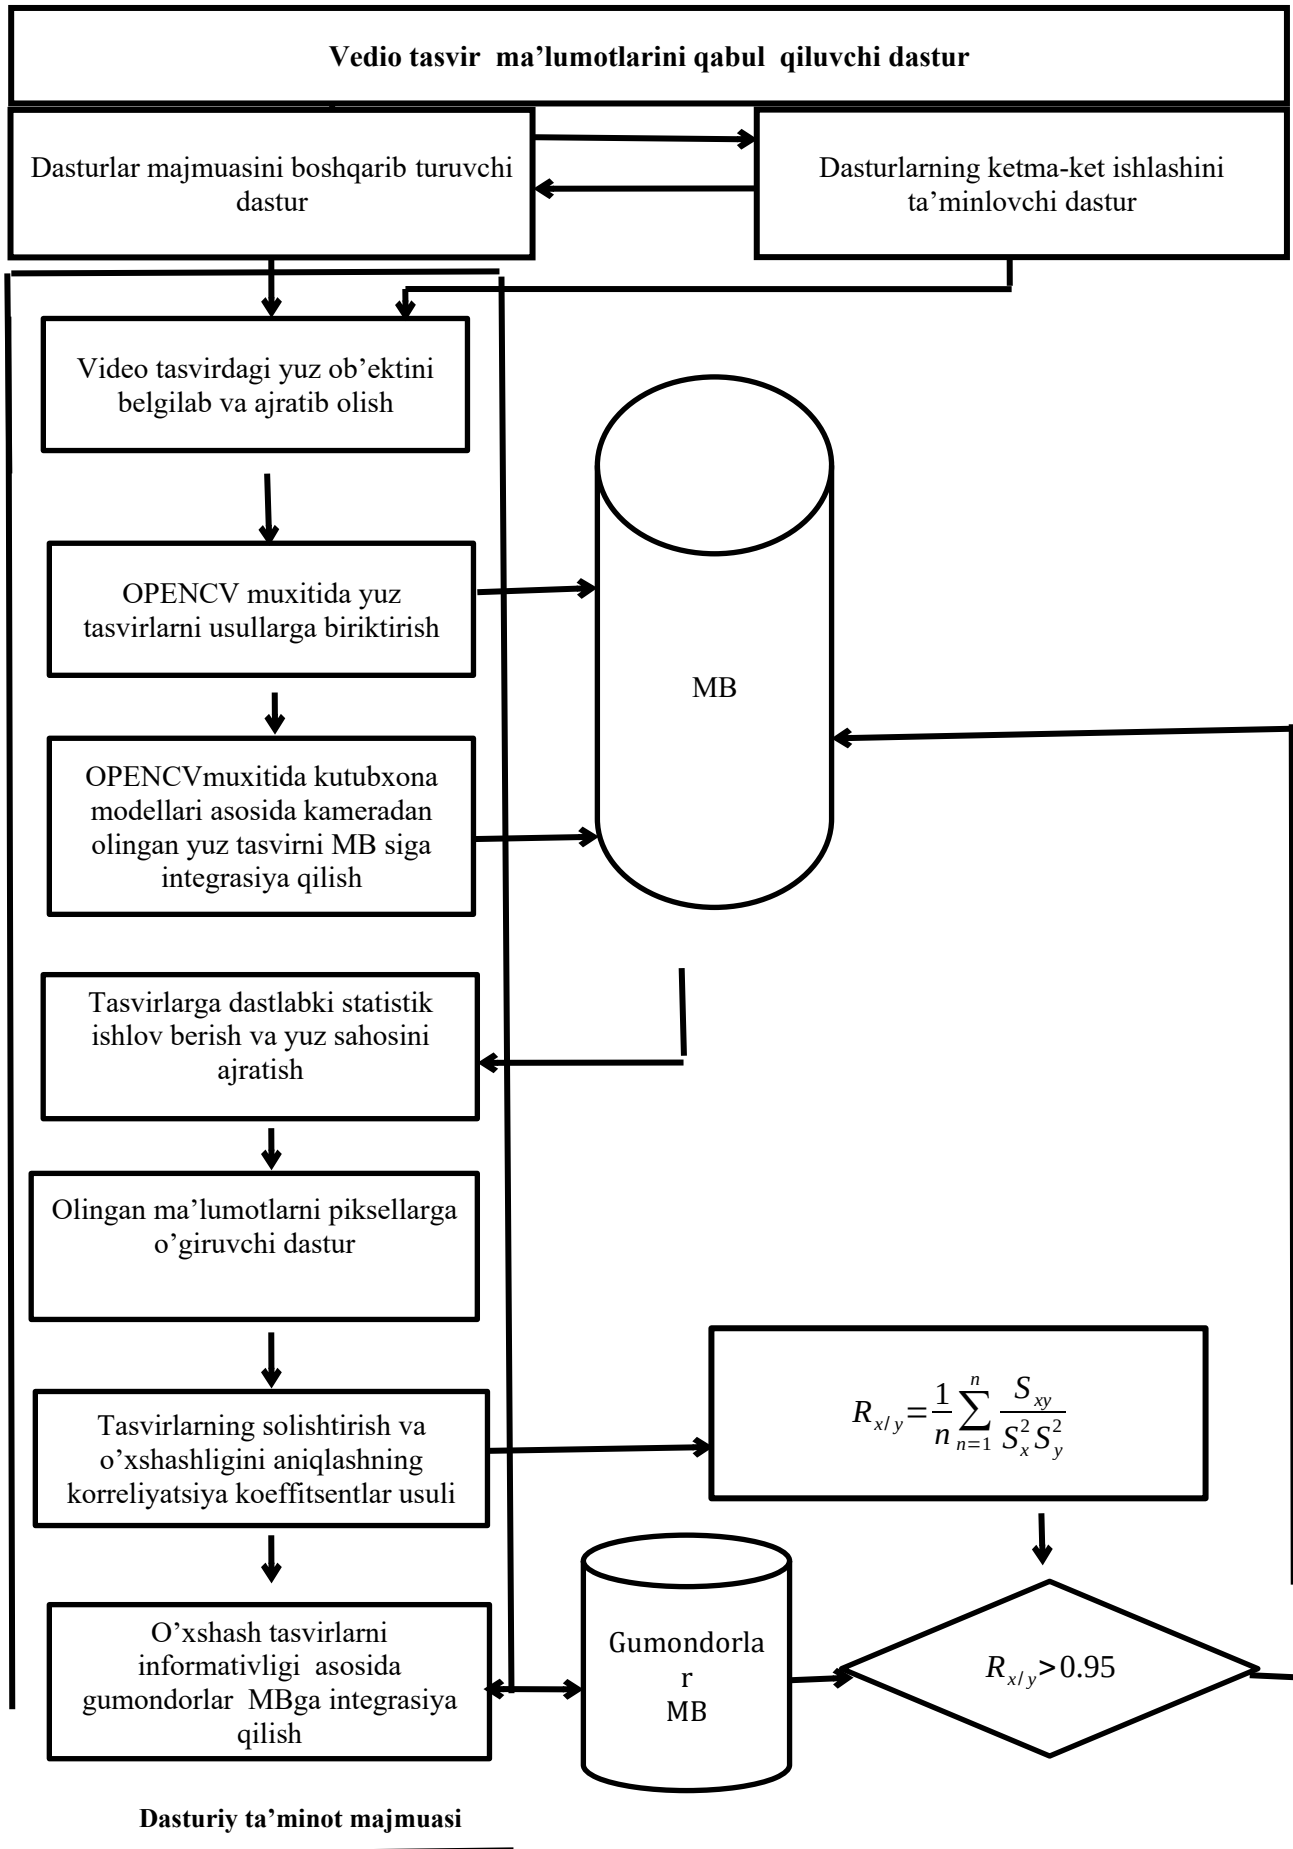 Vedio tasvir ma’lumotlarini qabul qiluvchi dastur
Dasturlar majmuasini boshqarib turuvchi
dastur
Dasturlarning ketma-ket ishlashini
ta’minlovchi dastur
Video tasvirdagi yuz ob’ektini
belgilab va ajratib olish
OPENCV muxitida yuz
tasvirlarni usullarga biriktirish
MB
OPENCVmuxitida kutubxona
modellari asosida kameradan
olingan yuz tasvirni MB siga
integrasiya qilish
Tasvirlarga dastlabki statistik
ishlov berish va yuz sahosini
ajratish
Olingan ma’lumotlarni piksellarga
o’giruvchi dastur
Tasvirlarning solishtirish va
o’xshashligini aniqlashning
korreliyatsiya koeffitsentlar usuli
R_{x/y}=\frac{1}{n}\sum_{n=1}^{n}\frac{S_{xy}}{S_x^2 S_y^2}
O’xshash tasvirlarni
informativligi asosida
gumondorlar MBga integrasiya
qilish
Gumondorla
r
MB
R_{x/y}>0.95
Dasturiy ta’minot majmuasi